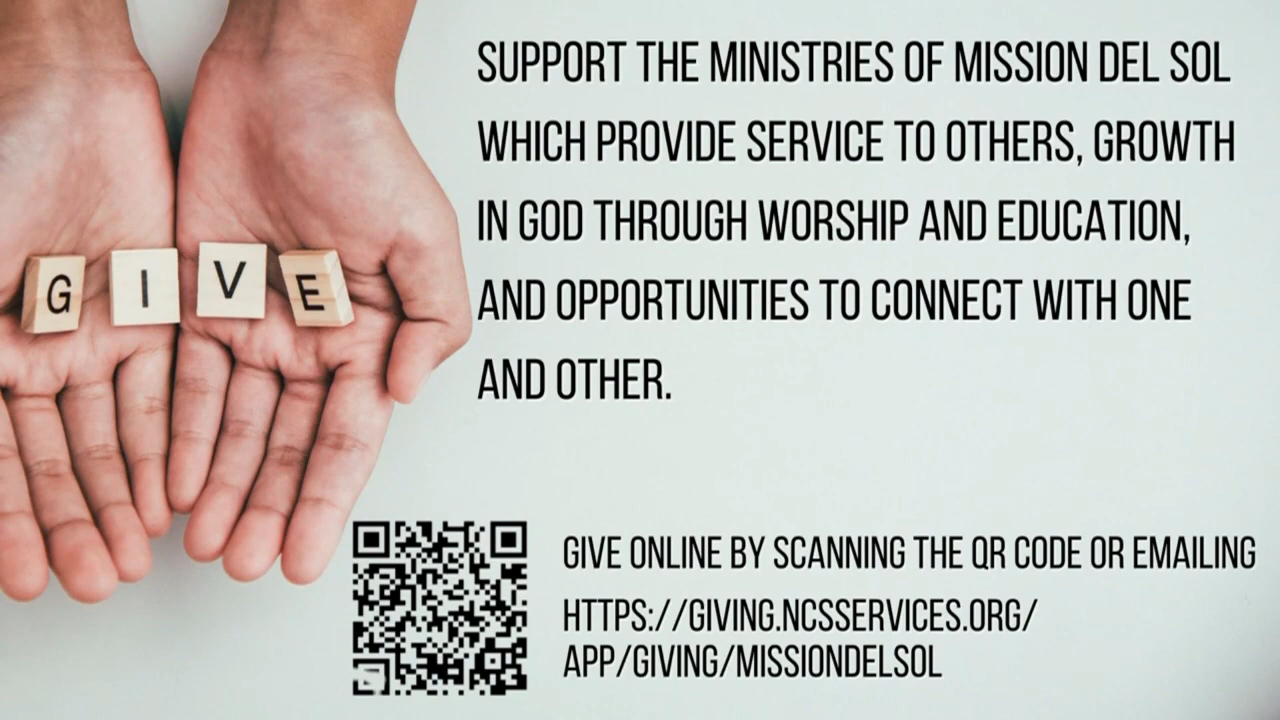 GIVE
SUPPORT THE MINISTRIES OF MISSION DEL SOL
WHICH PROVIDE SERVICE TO OTHERS, GROWTH
IN GOD THROUGH WORSHIP AND EDUCATION,
AND OPPORTUNITIES TO CONNECT WITH ONE
AND OTHER.
GIVE ONLINE BY SCANNING THE QR CODE OR EMAILING
HTTPS://GIVING.NCSSERVICES.ORG/
APP/GIVING/MISSIONDELSOL